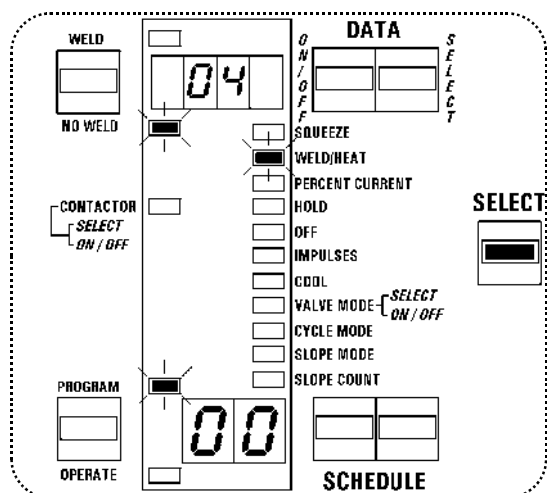 WELD
NO WELD
04
DATA
ON/OFF
SELECT
SQUEEZE
WELD/HEAT
PERCENT CURRENT
HOLD
OFF
IMPULSES
COOL
VALVE MODE
SELECT
ON / OFF
CYCLE MODE
SLOPE MODE
SLOPE COUNT
CONTACTOR
SELECT
ON / OFF
SELECT
PROGRAM
OPERATE
00
SCHEDULE